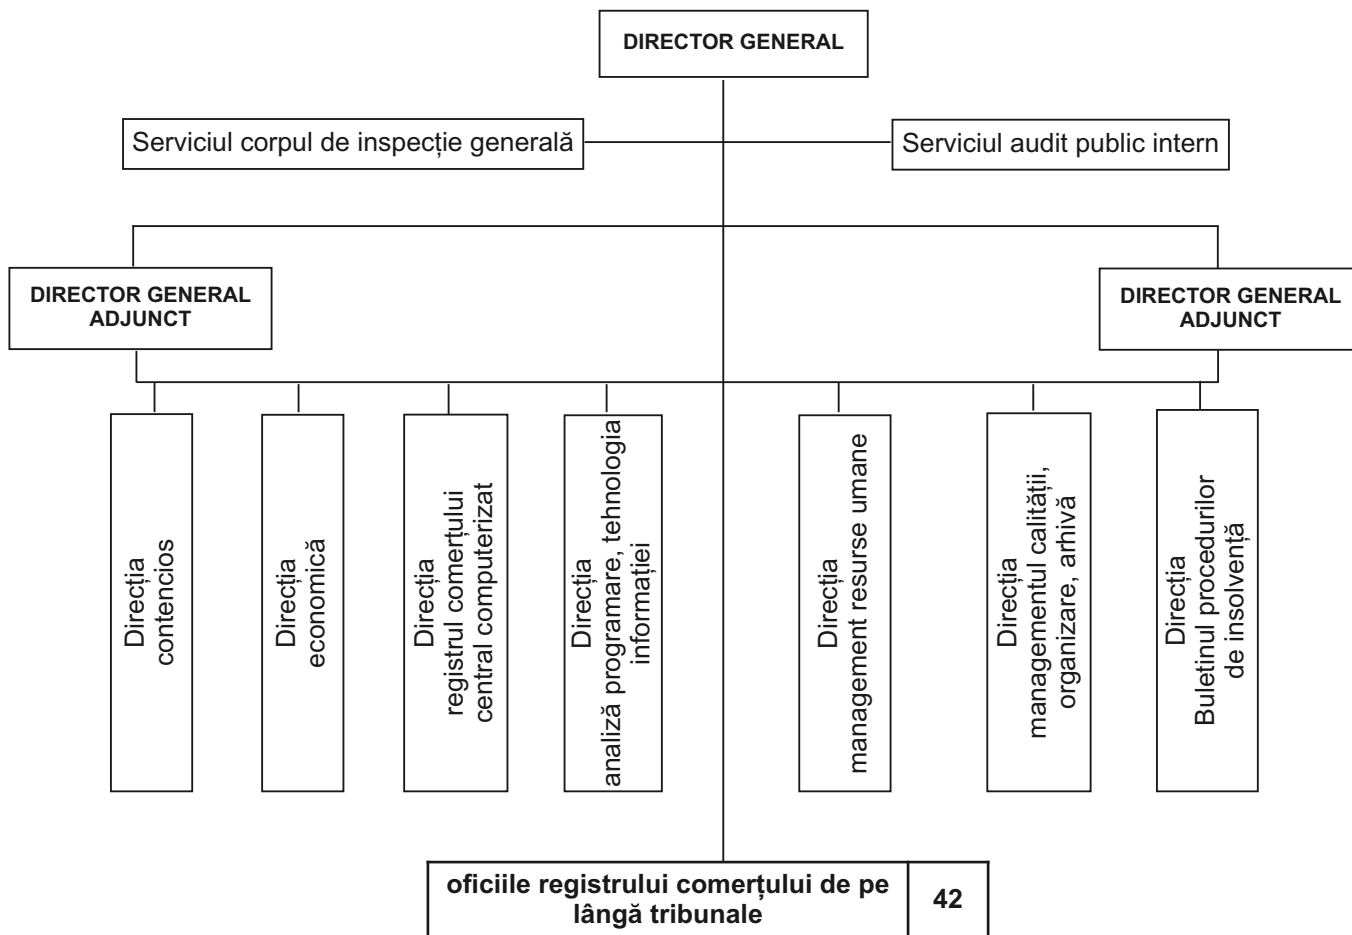 DIRECTOR GENERAL
Serviciul corpul de inspecție generală
Serviciul audit public intern
DIRECTOR GENERAL
ADJUNCT
DIRECTOR GENERAL
ADJUNCT
Direcția
contencios
Direcția
economică
Direcția
registrul comerțului
central computerizat
Direcția
analiză programare, tehnologia
informației
Direcția
management resurse umane
Direcția
managementul calității,
organizare, arhivă
Direcția
Buletinul procedurilor
de insolvență
oficiile registrului comerțului de pe
lângă tribunale
42